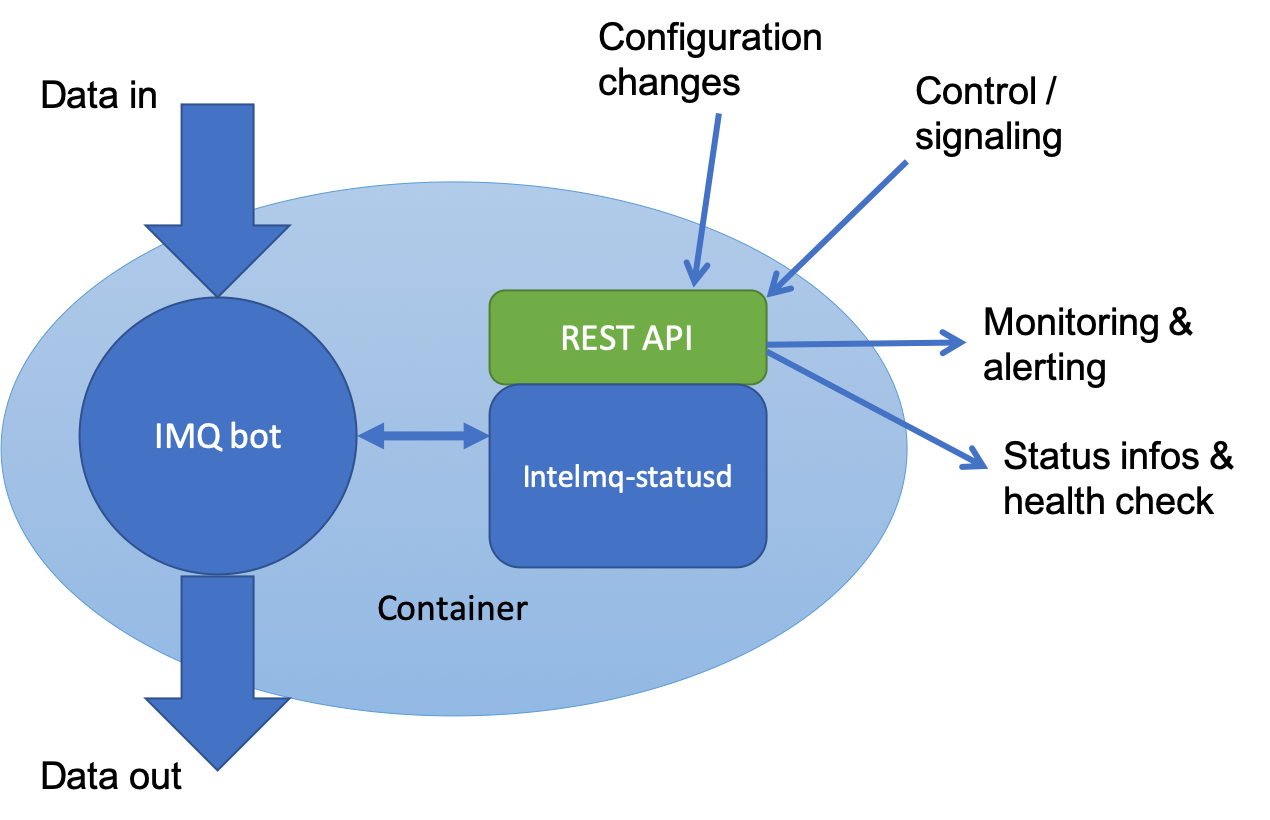 Configuration
changes
Data in
Control /
signaling
REST API
Monitoring &
alerting
IMQ bot
Intelmq-statusd
Status infos &
health check
Container
Data out